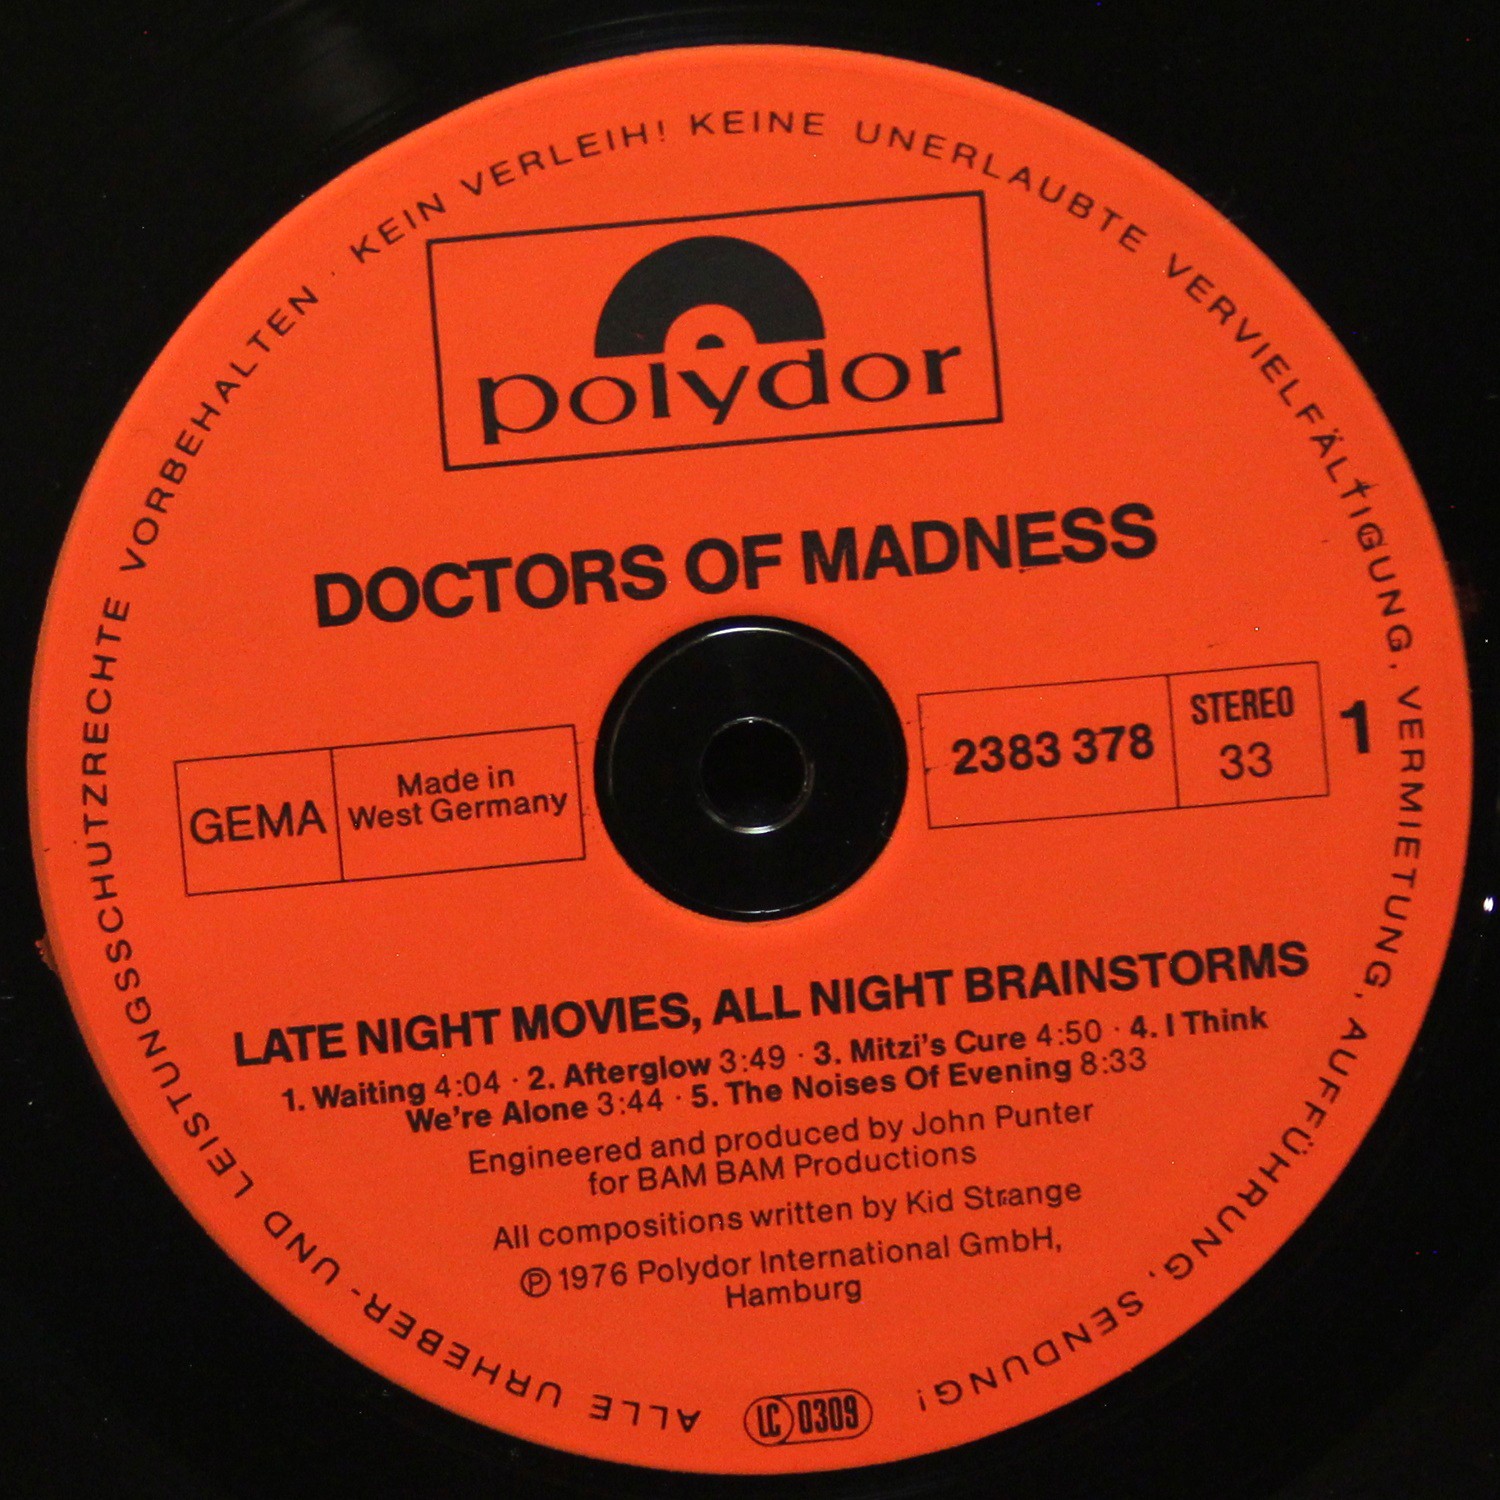 ALLE URHEBER- UND LEISTUNGSSCHUTZRECHTE VORBEHALTEN · KEIN VERLEIH! KEINE UNERLAUBTE VERVIELFÄLTIGUNG, VERMIETUNG, AUFFÜHRUNG, SENDUNG!
polydor
DOCTORS OF MADNESS
GEMA
Made in
West Germany
2383 378
STEREO
33
1
LATE NIGHT MOVIES, ALL NIGHT BRAINSTORMS
1. Waiting 4:04 · 2. Afterglow 3:49 · 3. Mitzi's Cure 4:50 · 4. I Think
We're Alone 3:44 · 5. The Noises Of Evening 8:33
Engineered and produced by John Punter
for BAM BAM Productions
All compositions written by Kid Strange
Ⓟ 1976 Polydor International GmbH,
Hamburg
LC 0309